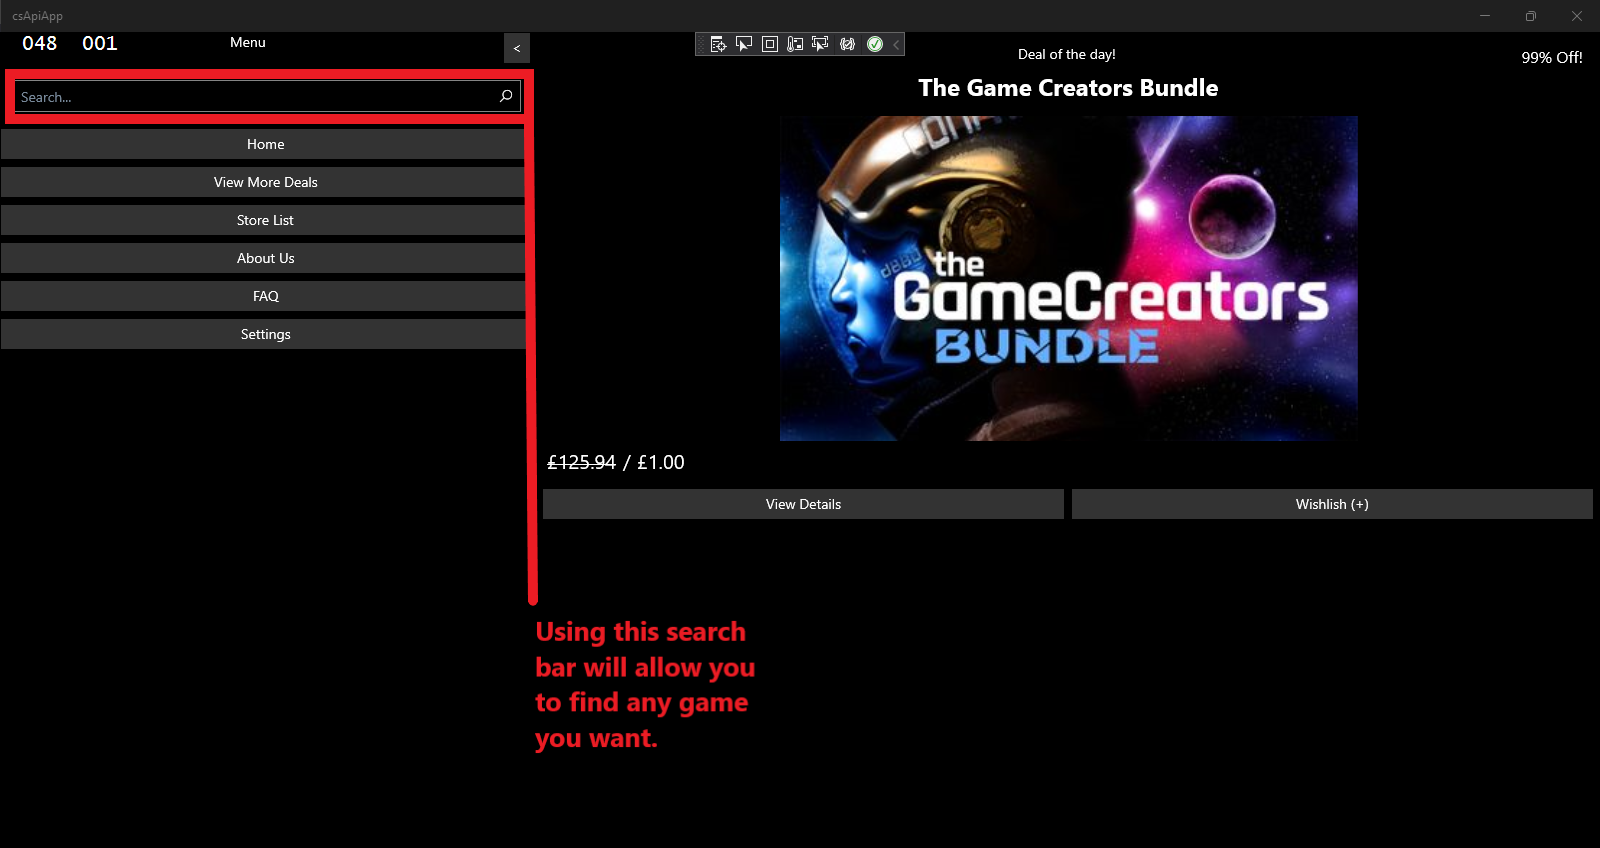 csApiApp
048 001
Menu
<
Search...
Home
View More Deals
Store List
About Us
FAQ
Settings
Deal of the day!
99% Off!
The Game Creators Bundle
dBBD
the
GameCreators
BUNDLE
£125.94 / £1.00
View Details
Wishlish (+)
Using this search
bar will allow you
to find any game
you want.